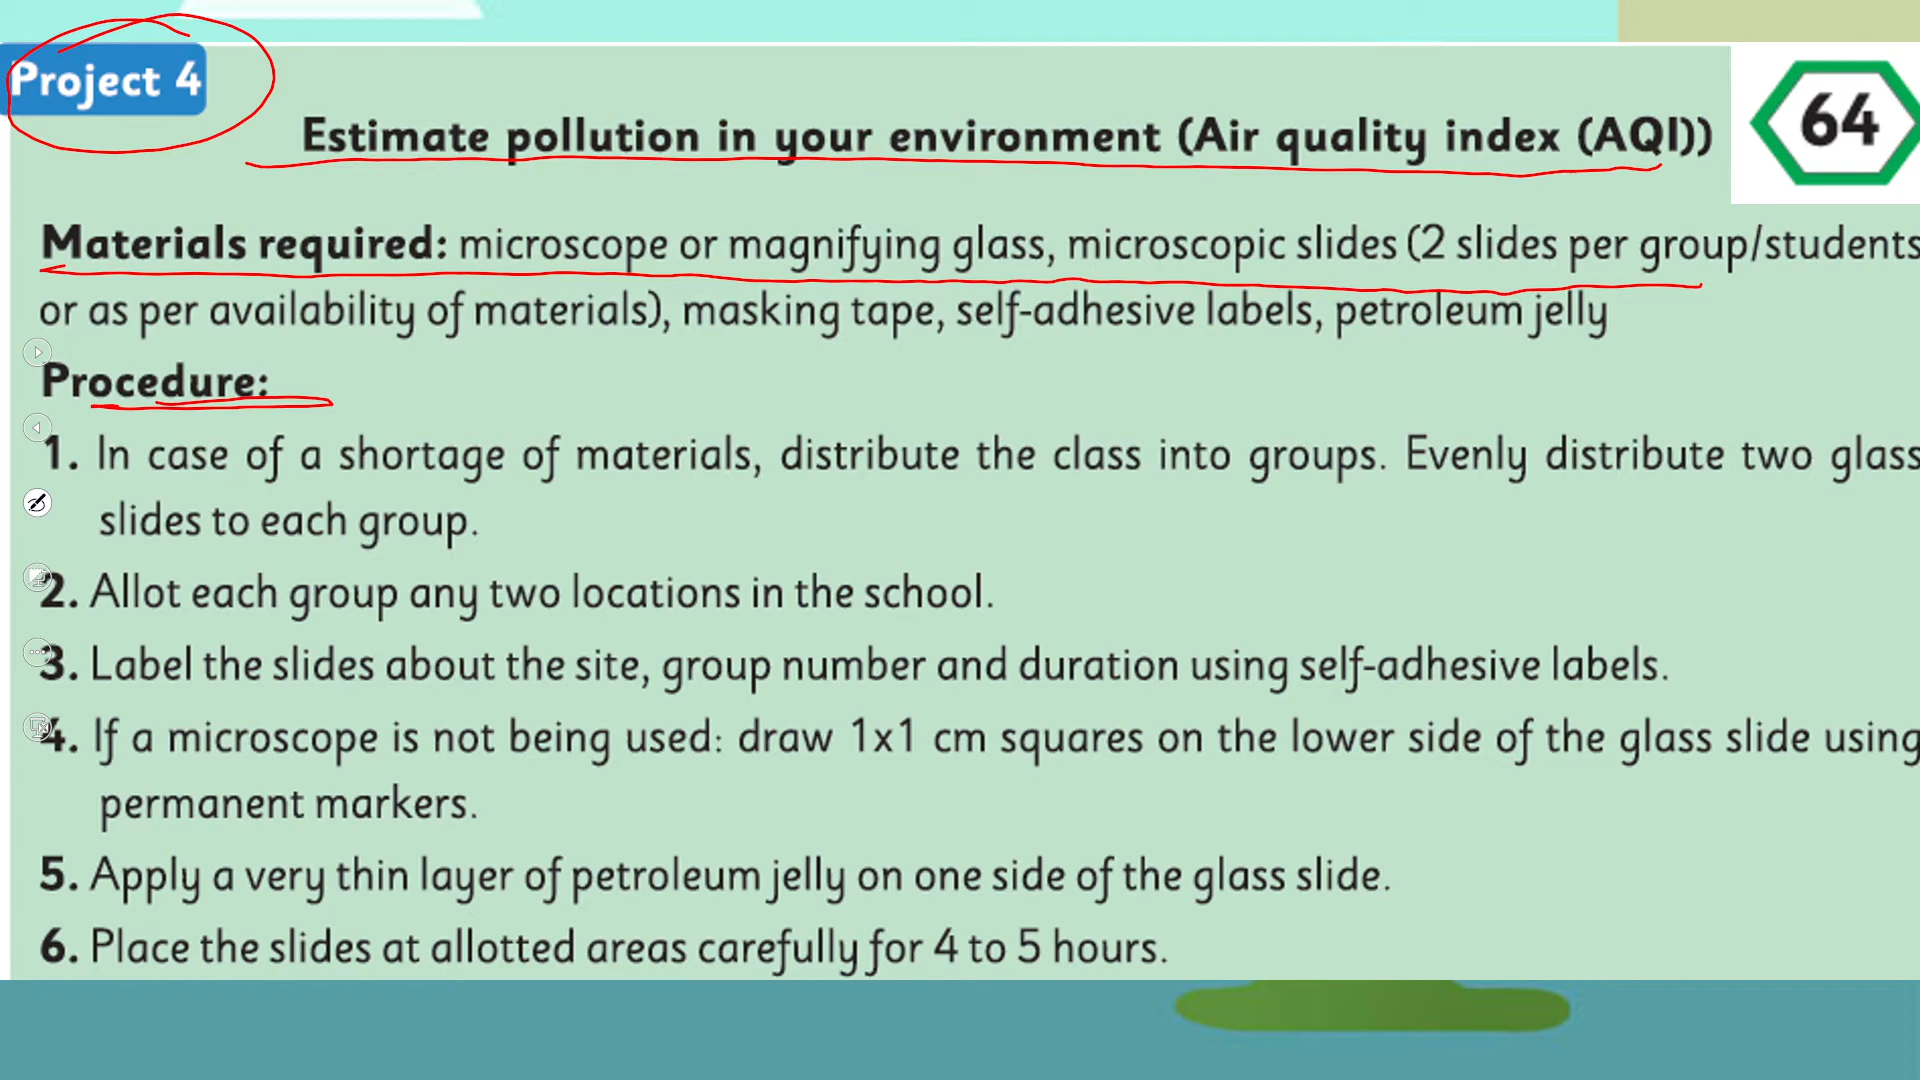 Project 4
64
Estimate pollution in your environment (Air quality index (AQI))
Materials required: microscope or magnifying glass, microscopic slides (2 slides per group/students
or as per availability of materials), masking tape, self-adhesive labels, petroleum jelly
Procedure:
1. In case of a shortage of materials, distribute the class into groups. Evenly distribute two glass
slides to each group.
2. Allot each group any two locations in the school.
3. Label the slides about the site, group number and duration using self-adhesive labels.
4. If a microscope is not being used: draw 1x1 cm squares on the lower side of the glass slide using
permanent markers.
5. Apply a very thin layer of petroleum jelly on one side of the glass slide.
6. Place the slides at allotted areas carefully for 4 to 5 hours.